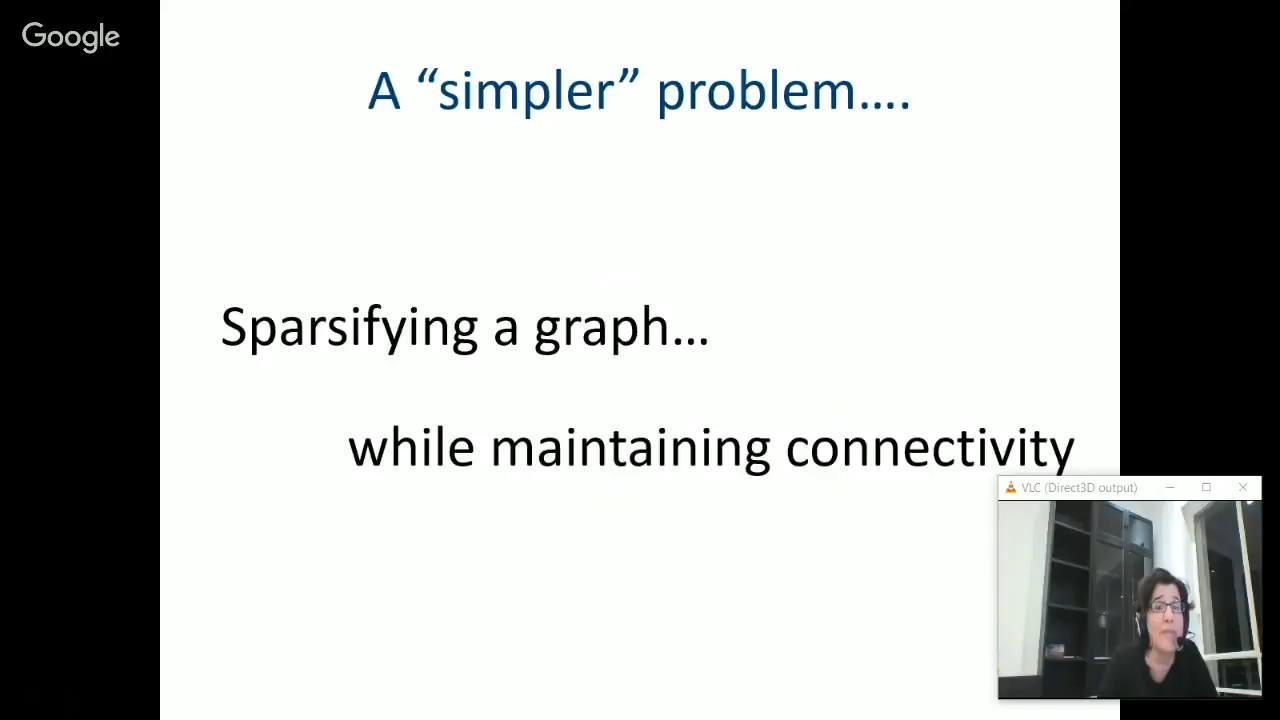 Google
A “simpler” problem....
Sparsifying a graph...
while maintaining connectivity
VLC (Direct3D output)